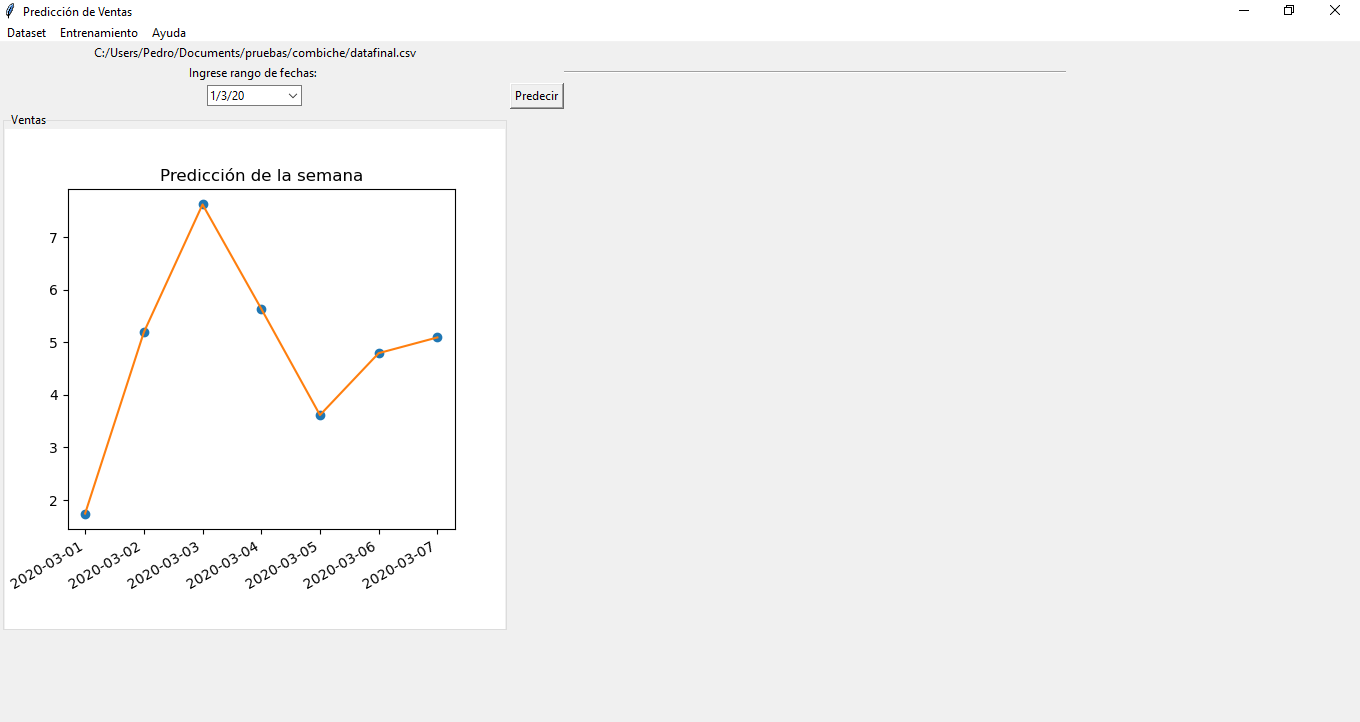 Predicción de Ventas
Dataset Entrenamiento Ayuda
C:/Users/Pedro/Documents/pruebas/combiche/datafinal.csv
Ingrese rango de fechas:
1/3/20
Predecir
Ventas
Predicción de la semana
7
6
5
4
3
2
2020-03-01
2020-03-02
2020-03-03
2020-03-04
2020-03-05
2020-03-06
2020-03-07